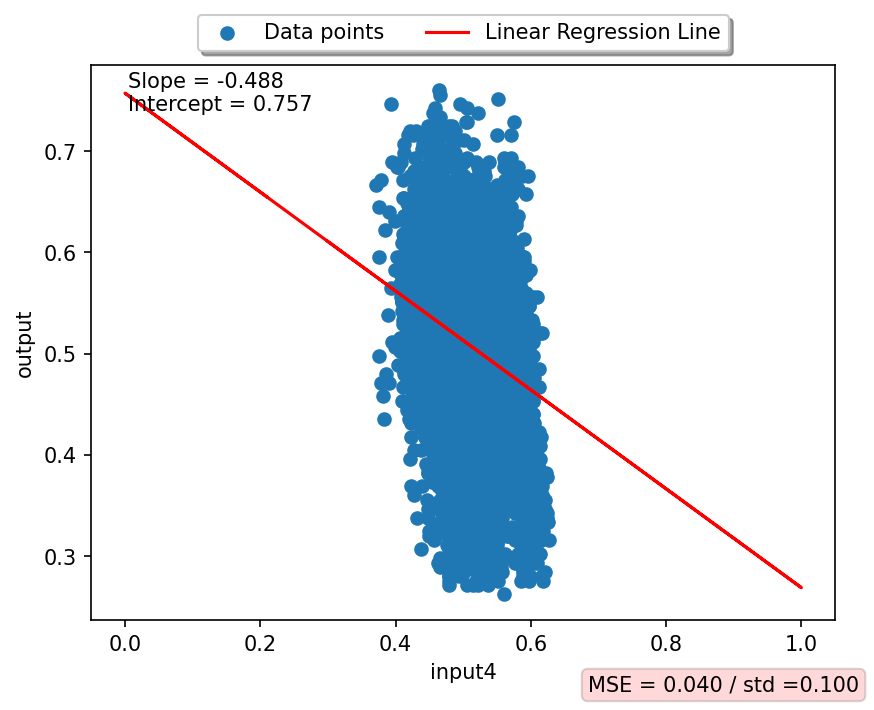 Data points
Linear Regression Line
Slope = -0.488
Intercept = 0.757
output
0.7
0.6
0.5
0.4
0.3
0.0
0.2
0.4
0.6
0.8
1.0
input4
MSE = 0.040 / std =0.100